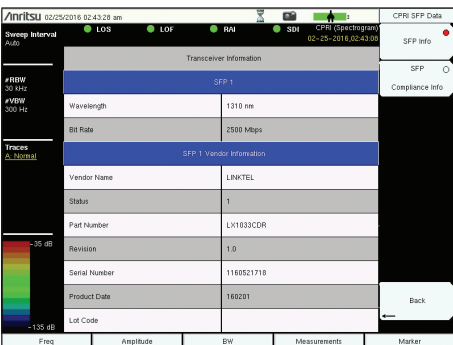 Anritsu 02/25/2016 02:43:28 am
CPRI SFP Data
Sweep Interval
Auto
LOS
LOF
RAI
SDI
CPRI (Spectrogram)
02-25-2016,02:43:08
SFP Info
Transceiver Information
SFP
Compliance Info
#RBW
30 kHz
#VBW
300 Hz
SFP 1
Wavelength 1310 nm
Bit Rate 2500 Mbps
Traces
A: Normal
SFP 1 Vendor Information
Vendor Name LINKTEL
Status 1
Part Number LX1033CDR
-35 dB
Revision 1.0
Serial Number 1160521718
Product Date 160201
Back
Lot Code
-135 dB
Freq Amplitude BW Measurements Marker